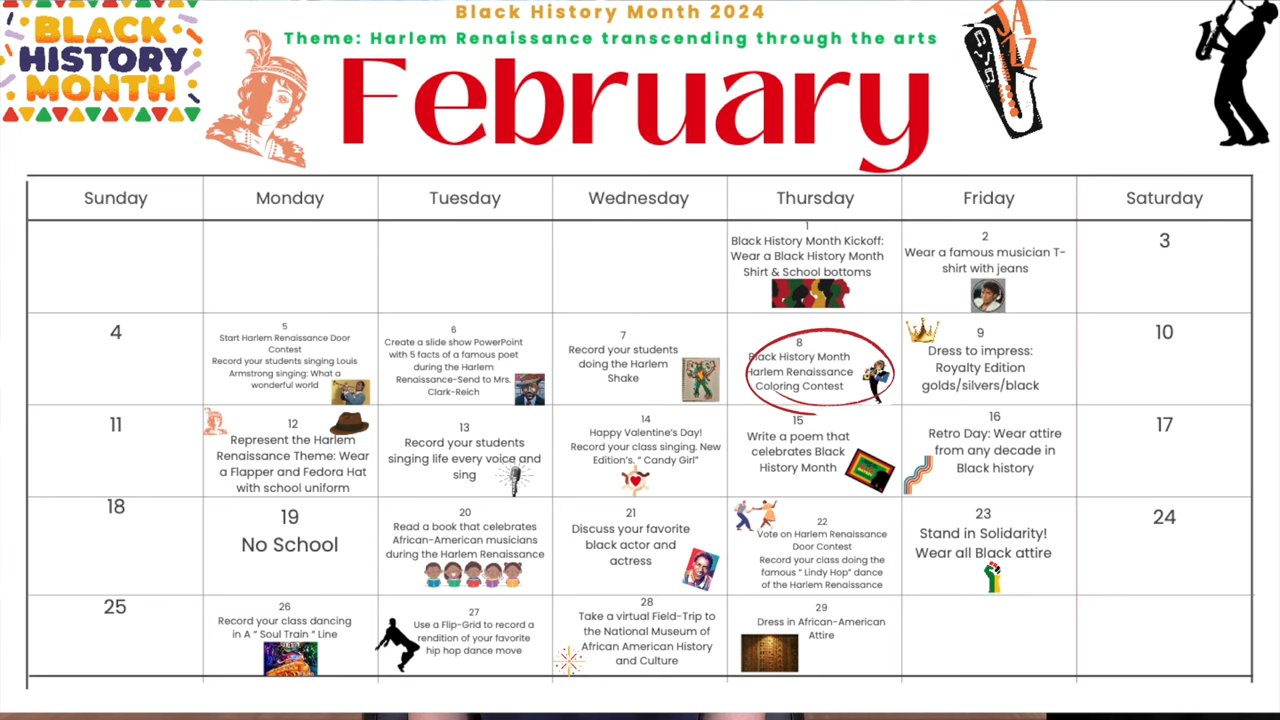 BLACK
HISTORY
MONTH
Black History Month 2024
Theme: Harlem Renaissance transcending through the arts
February
JAZZ
Sunday
Monday
Tuesday
Wednesday
Thursday
Friday
Saturday
1
Black History Month Kickoff:
Wear a Black History Month
Shirt & School bottoms
2
Wear a famous musician T-
shirt with jeans
3
4
5
Start Harlem Renaissance Door
Contest
Record your students singing Louis
Armstrong singing: What a
wonderful world
6
Create a slide show PowerPoint
with 5 facts of a famous poet
during the Harlem
Renaissance-Send to Mrs.
Clark-Reich
7
Record your students
doing the Harlem
Shake
8
Black History Month
Harlem Renaissance
Coloring Contest
9
Dress to impress:
Royalty Edition
golds/silvers/black
10
11
12
Represent the Harlem
Renaissance Theme: Wear
a Flapper and Fedora Hat
with school uniform
13
Record your students
singing life every voice and
sing
14
Happy Valentine's Day!
Record your class singing. New
Edition's. " Candy Girl"
15
Write a poem that
celebrates Black
History Month
16
Retro Day: Wear attire
from any decade in
Black history
17
18
19
No School
20
Read a book that celebrates
African-American musicians
during the Harlem Renaissance
21
Discuss your favorite
black actor and
actress
22
Vote on Harlem Renaissance
Door Contest
Record your class doing the
famous " Lindy Hop" dance
of the Harlem Renaissance
23
Stand in Solidarity!
Wear all Black attire
24
25
26
Record your class dancing
in A " Soul Train " Line
27
Use a Flip-Grid to record a
rendition of your favorite
hip hop dance move
28
Take a virtual Field-Trip to
the National Museum of
African American History
and Culture
29
Dress in African-American
Attire